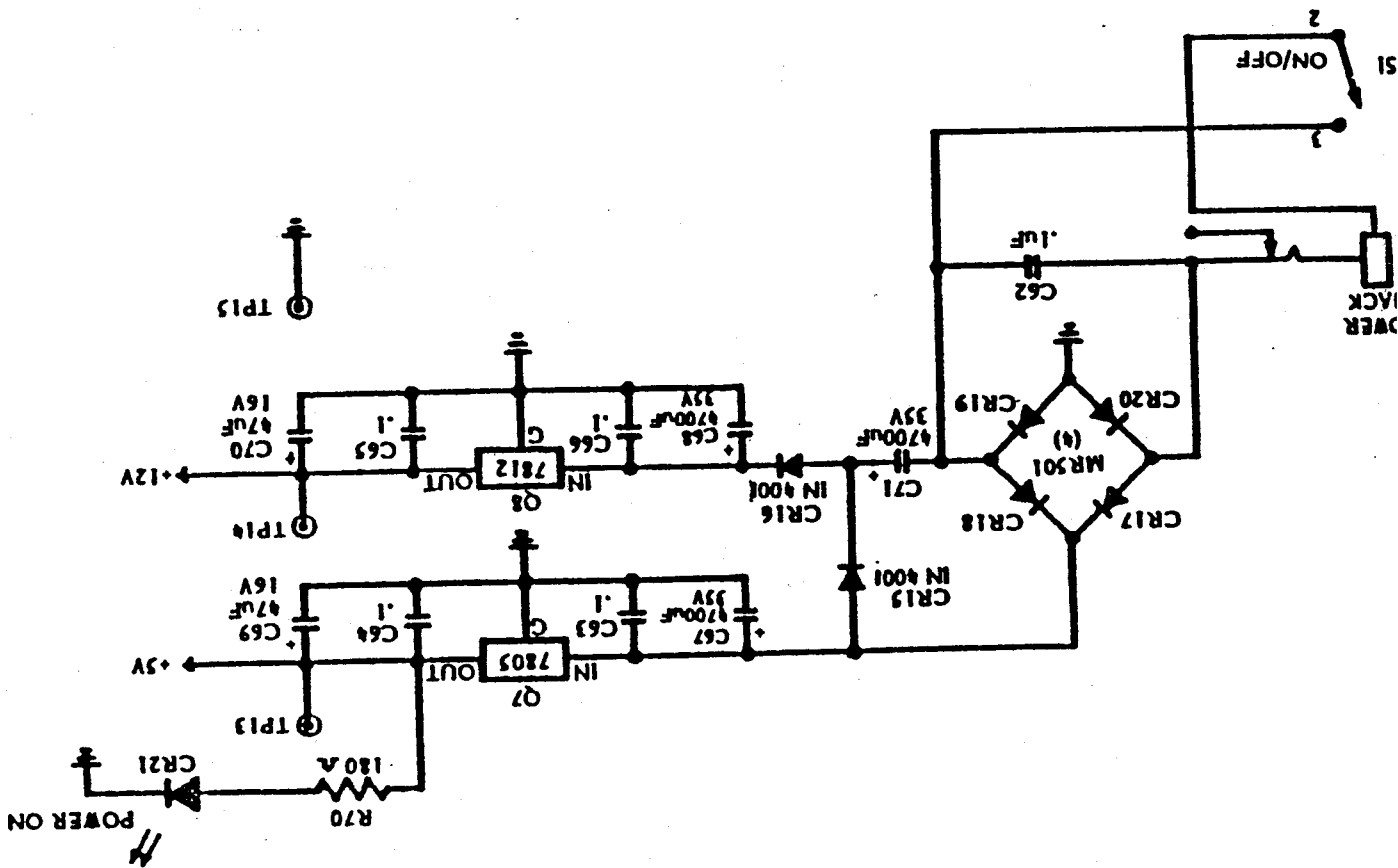 POWER ON
R70
180 Ω
CR21
TP13
Q7
IN
7805
OUT
+5V
G
+
C67
4700uF
35V
C63
.1
C64
.1
+
C69
47uF
16V
CR15
IN 4001
CR17
CR18
MR501
(4)
CR20
CR19
TP14
CR16
IN 4001
Q8
IN
7812
OUT
+12V
G
C71
+
4700uF
35V
+
C68
4700uF
35V
C66
.1
C65
.1
+
C70
47uF
16V
OWER
JACK
C62
.1uF
TP15
3
S1
ON/OFF
2